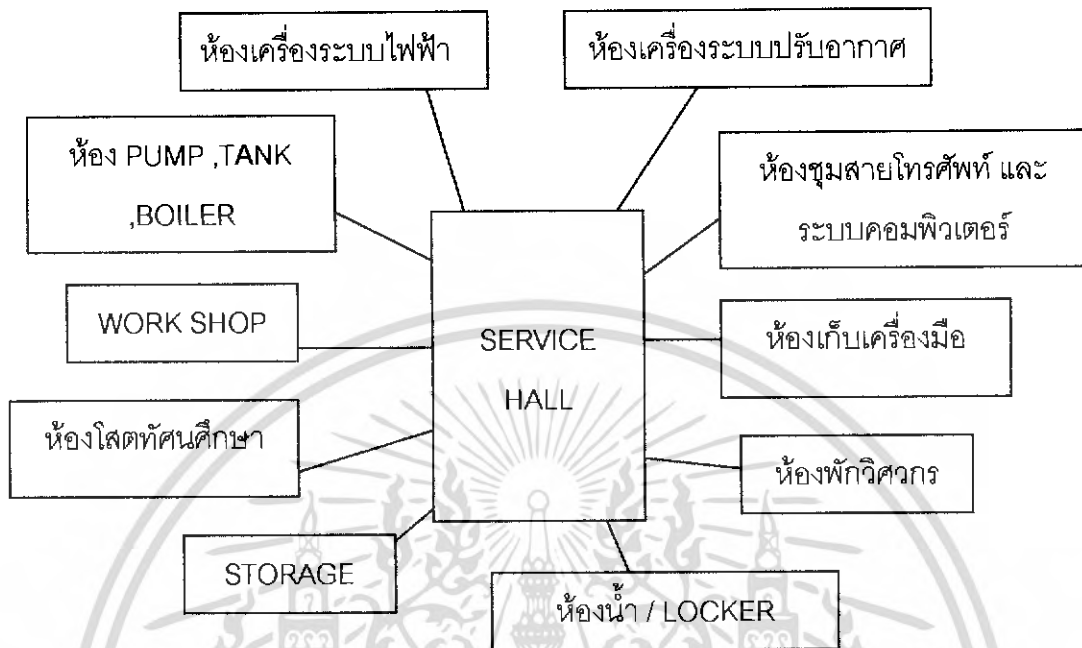 ห้องเครื่องระบบไฟฟ้า
ห้องเครื่องระบบปรับอากาศ
ห้อง PUMP ,TANK
,BOILER
ห้องชุมสายโทรศัพท์ และ
ระบบคอมพิวเตอร์
WORK SHOP
SERVICE
HALL
ห้องเก็บเครื่องมือ
ห้องโสตทัศนศึกษา
ห้องพักวิศวกร
STORAGE
ห้องน้ำ / LOCKER